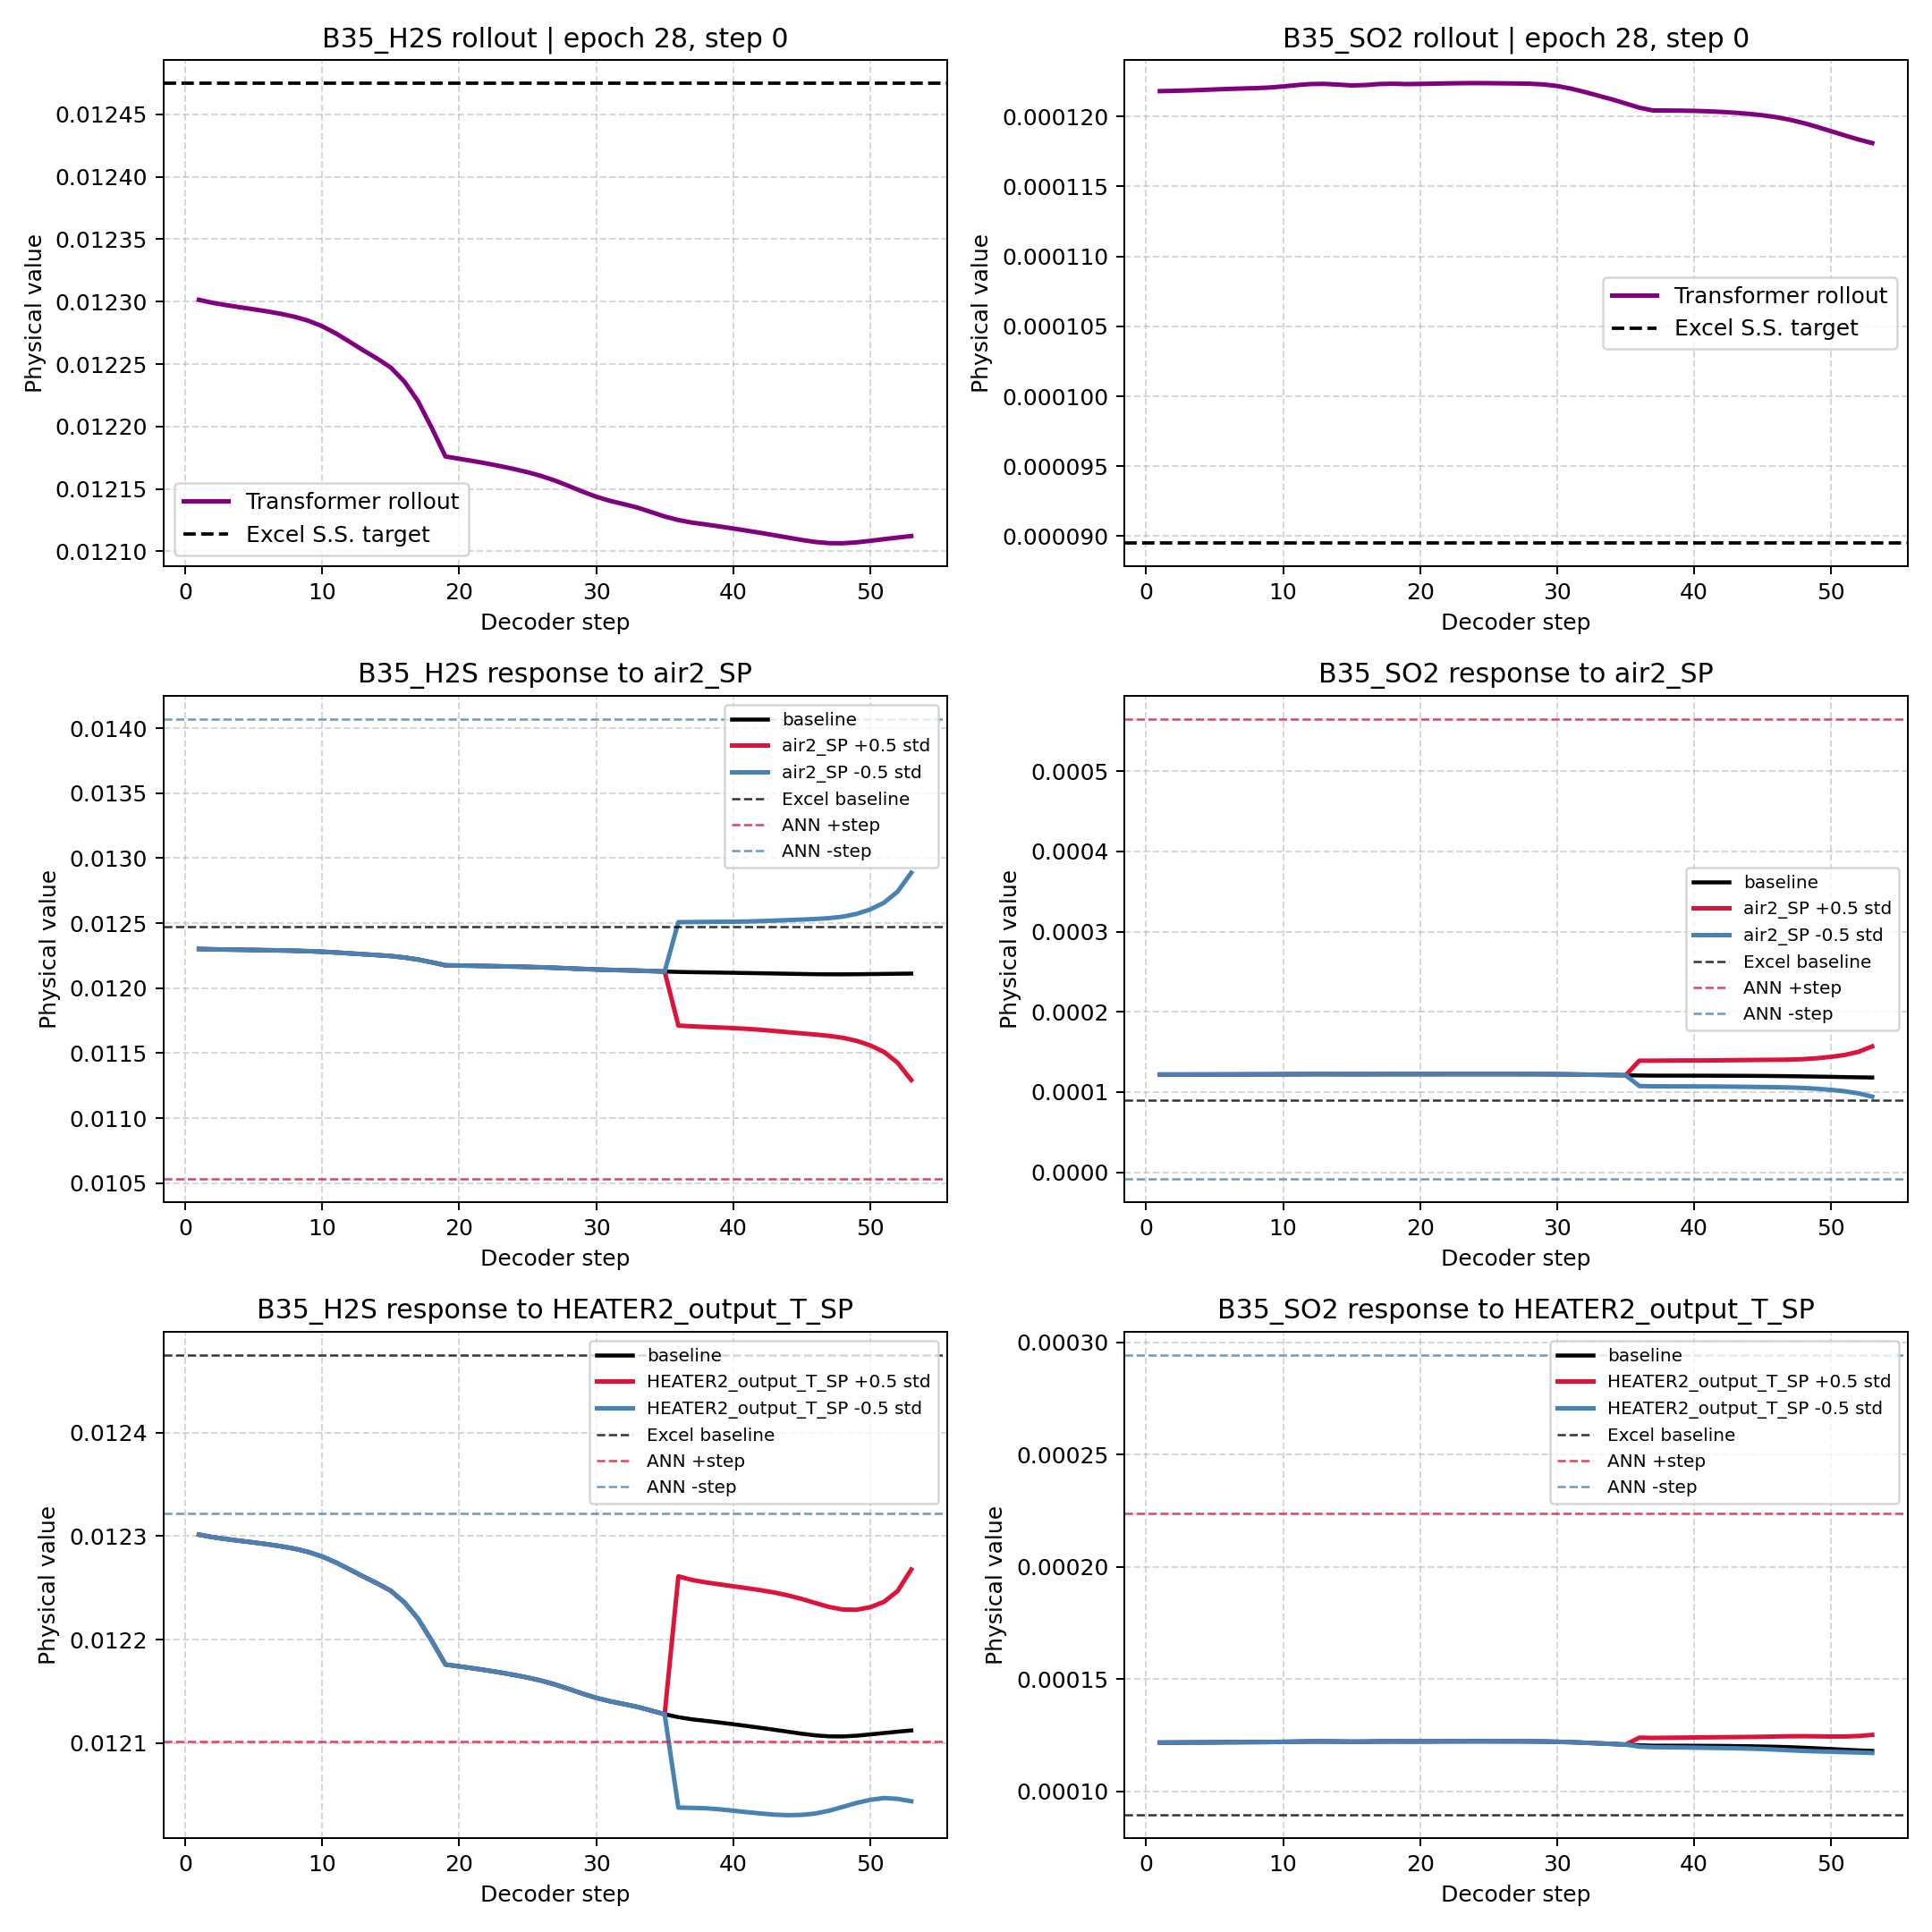 B35_H2S rollout | epoch 28, step 0
Physical value
0.01245
0.01240
0.01235
0.01230
0.01225
0.01220
0.01215
0.01210
Transformer rollout
Excel S.S. target
0 10 20 30 40 50
Decoder step
B35_SO2 rollout | epoch 28, step 0
Physical value
0.000120
0.000115
0.000110
0.000105
0.000100
0.000095
0.000090
Transformer rollout
Excel S.S. target
0 10 20 30 40 50
Decoder step
B35_H2S response to air2_SP
Physical value
0.0140
0.0135
0.0130
0.0125
0.0120
0.0115
0.0110
0.0105
baseline
air2_SP +0.5 std
air2_SP -0.5 std
Excel baseline
ANN +step
ANN -step
0 10 20 30 40 50
Decoder step
B35_SO2 response to air2_SP
Physical value
0.0005
0.0004
0.0003
0.0002
0.0001
0.0000
baseline
air2_SP +0.5 std
air2_SP -0.5 std
Excel baseline
ANN +step
ANN -step
0 10 20 30 40 50
Decoder step
B35_H2S response to HEATER2_output_T_SP
Physical value
0.0124
0.0123
0.0122
0.0121
baseline
HEATER2_output_T_SP +0.5 std
HEATER2_output_T_SP -0.5 std
Excel baseline
ANN +step
ANN -step
0 10 20 30 40 50
Decoder step
B35_SO2 response to HEATER2_output_T_SP
Physical value
0.00030
0.00025
0.00020
0.00015
0.00010
baseline
HEATER2_output_T_SP +0.5 std
HEATER2_output_T_SP -0.5 std
Excel baseline
ANN +step
ANN -step
0 10 20 30 40 50
Decoder step